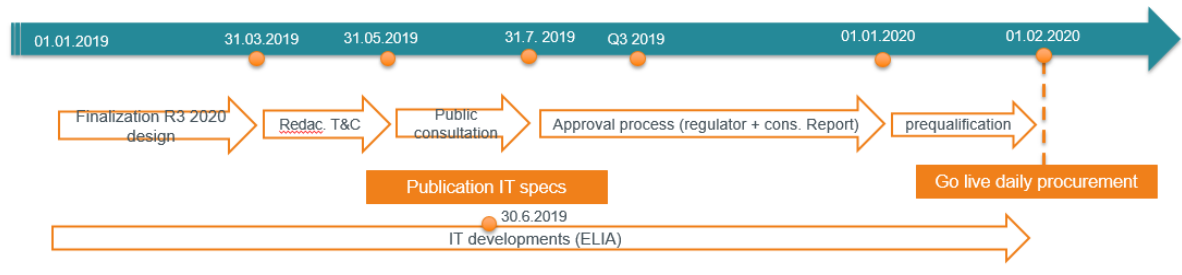 01.01.2019
31.03.2019
31.05.2019
31.7. 2019
Q3 2019
01.01.2020
01.02.2020
Finalization R3 2020
design
Redac. T&C
Public
consultation
Approval process (regulator + cons. Report)
prequalification
Publication IT specs
Go live daily procurement
30.6.2019
IT developments (ELIA)